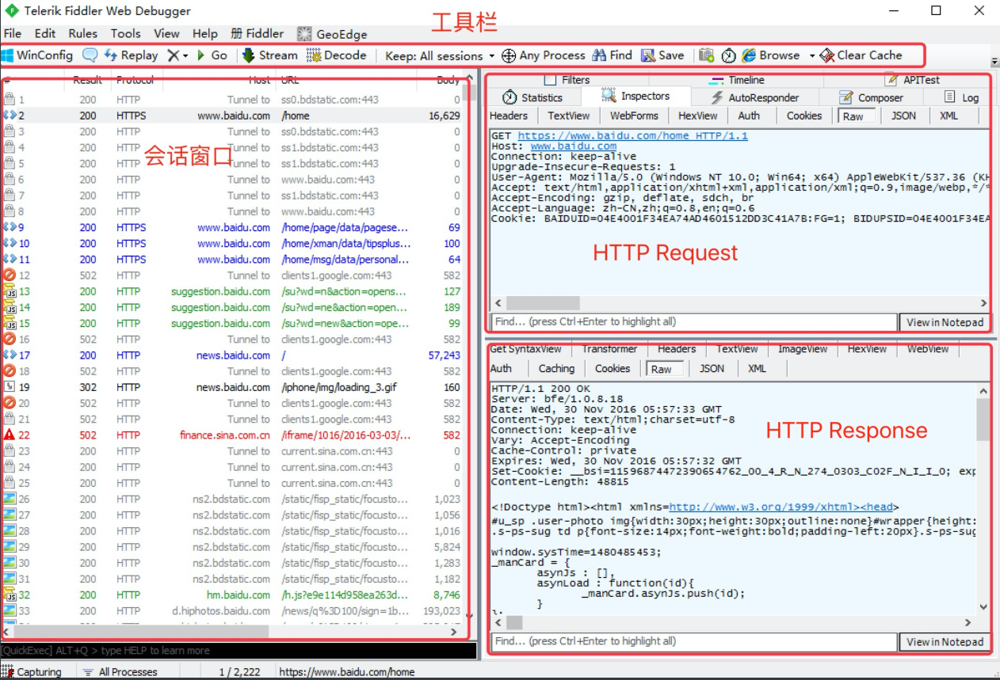 Telerik Fiddler Web Debugger
工具栏
File Edit Rules Tools View Help 册 Fiddler GeoEdge
WinConfig Replay Go Stream Decode Keep: All sessions Any Process Find Save Browse Clear Cache
# Result Protocol Host URL Body
1 200 HTTP Tunnel to ss0.bdstatic.com:443 0
2 200 HTTPS www.baidu.com /home 16,629
3 200 HTTP Tunnel to ss0.bdstatic.com:443 0
4 200 HTTP Tunnel to ss1.bdstatic.com:443 0
会话窗口
5 200 HTTP Tunnel to ss1.bdstatic.com:443 0
6 200 HTTP Tunnel to www.baidu.com:443 0
7 200 HTTP Tunnel to ss1.bdstatic.com:443 0
8 200 HTTP Tunnel to www.baidu.com:443 0
9 200 HTTPS www.baidu.com /home/page/data/pagese... 69
10 200 HTTPS www.baidu.com /home/xman/data/tipsplus... 100
11 200 HTTPS www.baidu.com /home/msg/data/personal... 64
12 502 HTTP Tunnel to clients1.google.com:443 582
13 200 HTTP suggestion.baidu.com /su?wd=n&action=opens... 127
14 200 HTTP suggestion.baidu.com /su?wd=ne&action=open... 189
15 200 HTTP suggestion.baidu.com /su?wd=new&action=ope... 99
16 502 HTTP Tunnel to clients1.google.com:443 582
17 200 HTTP news.baidu.com / 57,243
18 502 HTTP Tunnel to clients1.google.com:443 582
19 302 HTTP news.baidu.com /iphone/img/loading_3.gif 160
20 502 HTTP Tunnel to clients1.google.com:443 582
21 502 HTTP Tunnel to clients1.google.com:443 582
22 502 HTTP finance.sina.com.cn /iframe/1016/2016-03-03/... 582
23 200 HTTP Tunnel to current.sina.com.cn:443 0
24 200 HTTP Tunnel to current.sina.com.cn:443 0
25 200 HTTP Tunnel to current.sina.com.cn:443 0
26 200 HTTP ns2.bdstatic.com /static/fisp_static/focusto... 1,023
27 200 HTTP ns2.bdstatic.com /static/fisp_static/focusto... 1,056
28 200 HTTP ns2.bdstatic.com /static/fisp_static/focusto... 1,016
29 200 HTTP ns2.bdstatic.com /static/fisp_static/focusto... 5,824
30 200 HTTP ns2.bdstatic.com /static/fisp_static/focusto... 1,283
31 200 HTTP ns2.bdstatic.com /static/fisp_static/focusto... 1,182
32 200 HTTP hm.baidu.com /h.js?e9e114d958ea263d... 8,746
33 200 HTTP d.hiphotos.baidu.com /news/q%3D100/sign=1b... 193,023
[QuickExec] ALT+Q > type HELP to learn more
Capturing All Processes 1 / 2,222 https://www.baidu.com/home
Filters Timeline APITest
Statistics Inspectors AutoResponder Composer Log
Headers TextView WebForms HexView Auth Cookies Raw JSON XML
GET https://www.baidu.com/home HTTP/1.1
Host: www.baidu.com
Connection: keep-alive
Upgrade-Insecure-Requests: 1
User-Agent: Mozilla/5.0 (Windows NT 10.0; Win64; x64) AppleWebKit/537.36 (KH
Accept: text/html,application/xhtml+xml,application/xml;q=0.9,image/webp,*/*
Accept-Encoding: gzip, deflate, sdch, br
Accept-Language: zh-CN,zh;q=0.8,en;q=0.6
Cookie: BAIDUID=04E4001F34EA74AD4601512DD3C41A7B:FG=1; BIDUPSID=04E4001F34EA
HTTP Request
Find... (press Ctrl+Enter to highlight all) View in Notepad
Get SyntaxView Transformer Headers TextView ImageView HexView WebView
Auth Caching Cookies Raw JSON XML
HTTP/1.1 200 OK
Server: bfe/1.0.8.18
Date: Wed, 30 Nov 2016 05:57:33 GMT
Content-Type: text/html;charset=utf-8
Connection: keep-alive
HTTP Response
Vary: Accept-Encoding
Cache-Control: private
Expires: Wed, 30 Nov 2016 05:57:32 GMT
Set-Cookie: __bsi=11596874472390654762_00_4_R_N_274_0303_C02F_N_I_I_0; exp
Content-Length: 48815
<!Doctype html><html xmlns=http://www.w3.org/1999/xhtml><head>
#u_sp .user-photo img{width:30px;height:30px;outline:none}#wrapper{height:
.s-ps-sug td p{font-size:14px;font-weight:bold;padding-left:20px}.s-ps-sug
window.sysTime=1480485453;
_manCard = {
asynJs : [],
asynLoad : function(id){
_manCard.asynJs.push(id);
}
};
Find... (press Ctrl+Enter to highlight all) View in Notepad